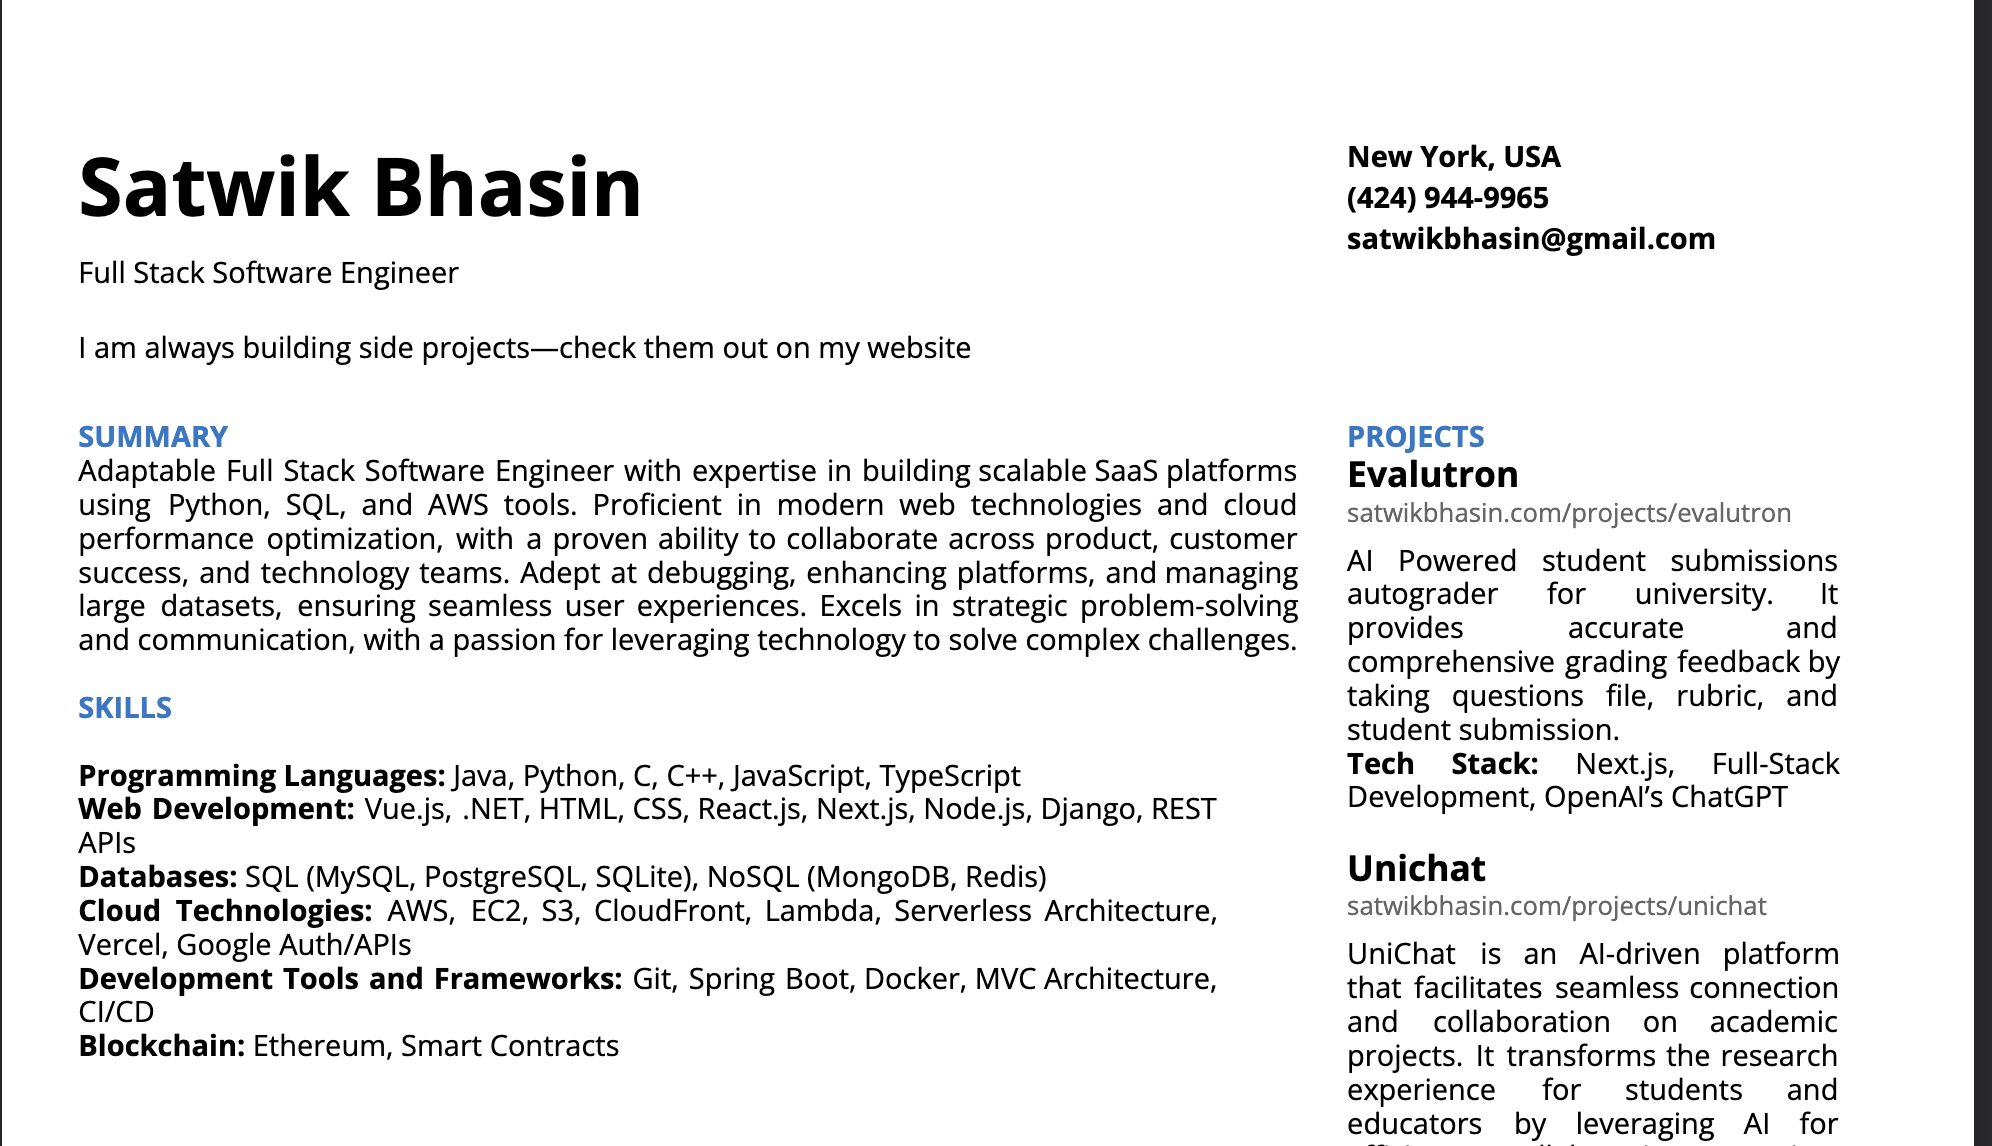 Satwik Bhasin
Full Stack Software Engineer
I am always building side projects—check them out on my website
New York, USA
(424) 944-9965
satwikbhasin@gmail.com
SUMMARY
Adaptable Full Stack Software Engineer with expertise in building scalable SaaS platforms
using Python, SQL, and AWS tools. Proficient in modern web technologies and cloud
performance optimization, with a proven ability to collaborate across product, customer
success, and technology teams. Adept at debugging, enhancing platforms, and managing
large datasets, ensuring seamless user experiences. Excels in strategic problem-solving
and communication, with a passion for leveraging technology to solve complex challenges.
SKILLS
Programming Languages: Java, Python, C, C++, JavaScript, TypeScript
Web Development: Vue.js, .NET, HTML, CSS, React.js, Next.js, Node.js, Django, REST
APIs
Databases: SQL (MySQL, PostgreSQL, SQLite), NoSQL (MongoDB, Redis)
Cloud Technologies: AWS, EC2, S3, CloudFront, Lambda, Serverless Architecture,
Vercel, Google Auth/APIs
Development Tools and Frameworks: Git, Spring Boot, Docker, MVC Architecture,
CI/CD
Blockchain: Ethereum, Smart Contracts
PROJECTS
Evalutron
satwikbhasin.com/projects/evalutron
AI Powered student submissions
autograder for university. It
provides accurate and
comprehensive grading feedback by
taking questions file, rubric, and
student submission.
Tech Stack: Next.js, Full-Stack
Development, OpenAI’s ChatGPT
Unichat
satwikbhasin.com/projects/unichat
UniChat is an AI-driven platform
that facilitates seamless connection
and collaboration on academic
projects. It transforms the research
experience for students and
educators by leveraging AI for